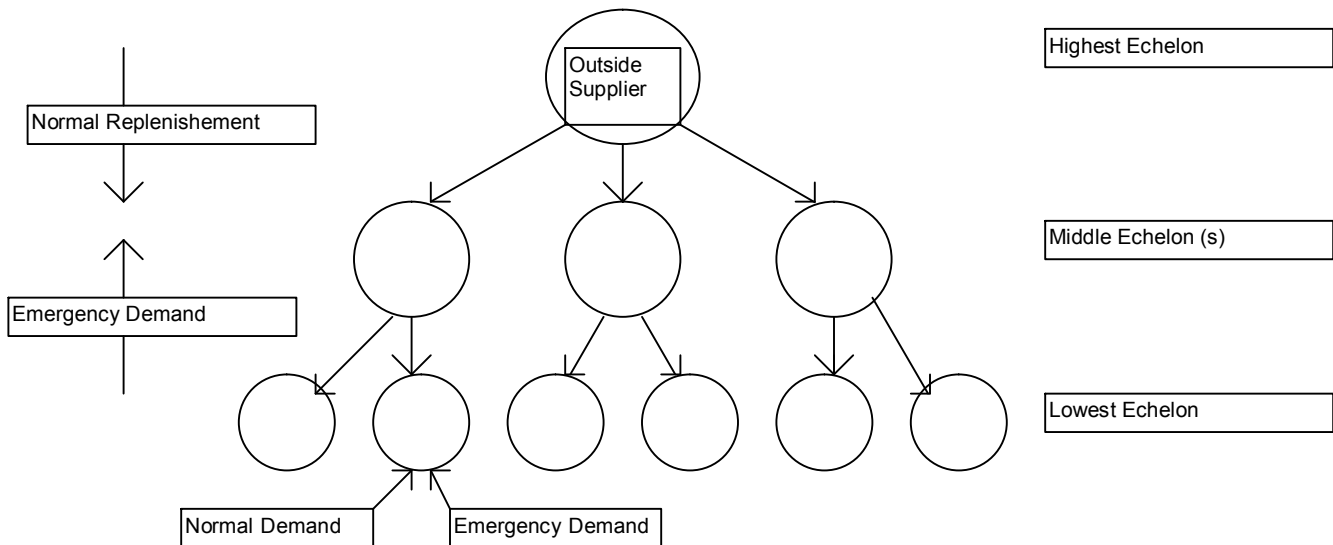 Outside
Supplier
Highest Echelon
Normal Replenishement
Middle Echelon (s)
Emergency Demand
Lowest Echelon
Normal Demand
Emergency Demand